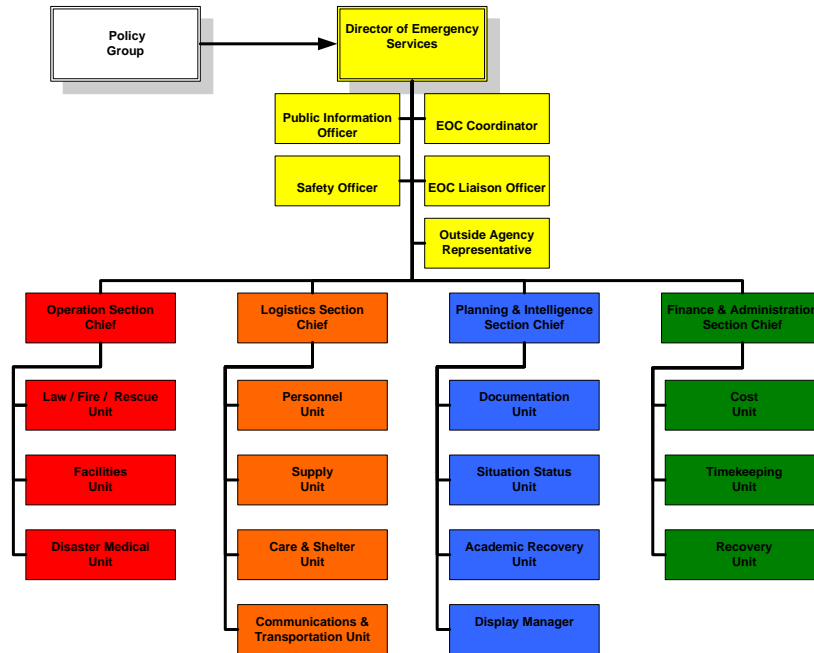 Policy
Group
Director of Emergency
Services
Public Information
Officer
EOC Coordinator
Safety Officer
EOC Liaison Officer
Outside Agency
Representative
Operation Section
Chief
Logistics Section
Chief
Planning & Intelligence
Section Chief
Finance & Administration
Section Chief
Law / Fire / Rescue
Unit
Personnel
Unit
Documentation
Unit
Cost
Unit
Facilities
Unit
Supply
Unit
Situation Status
Unit
Timekeeping
Unit
Disaster Medical
Unit
Care & Shelter
Unit
Academic Recovery
Unit
Recovery
Unit
Communications &
Transportation Unit
Display Manager